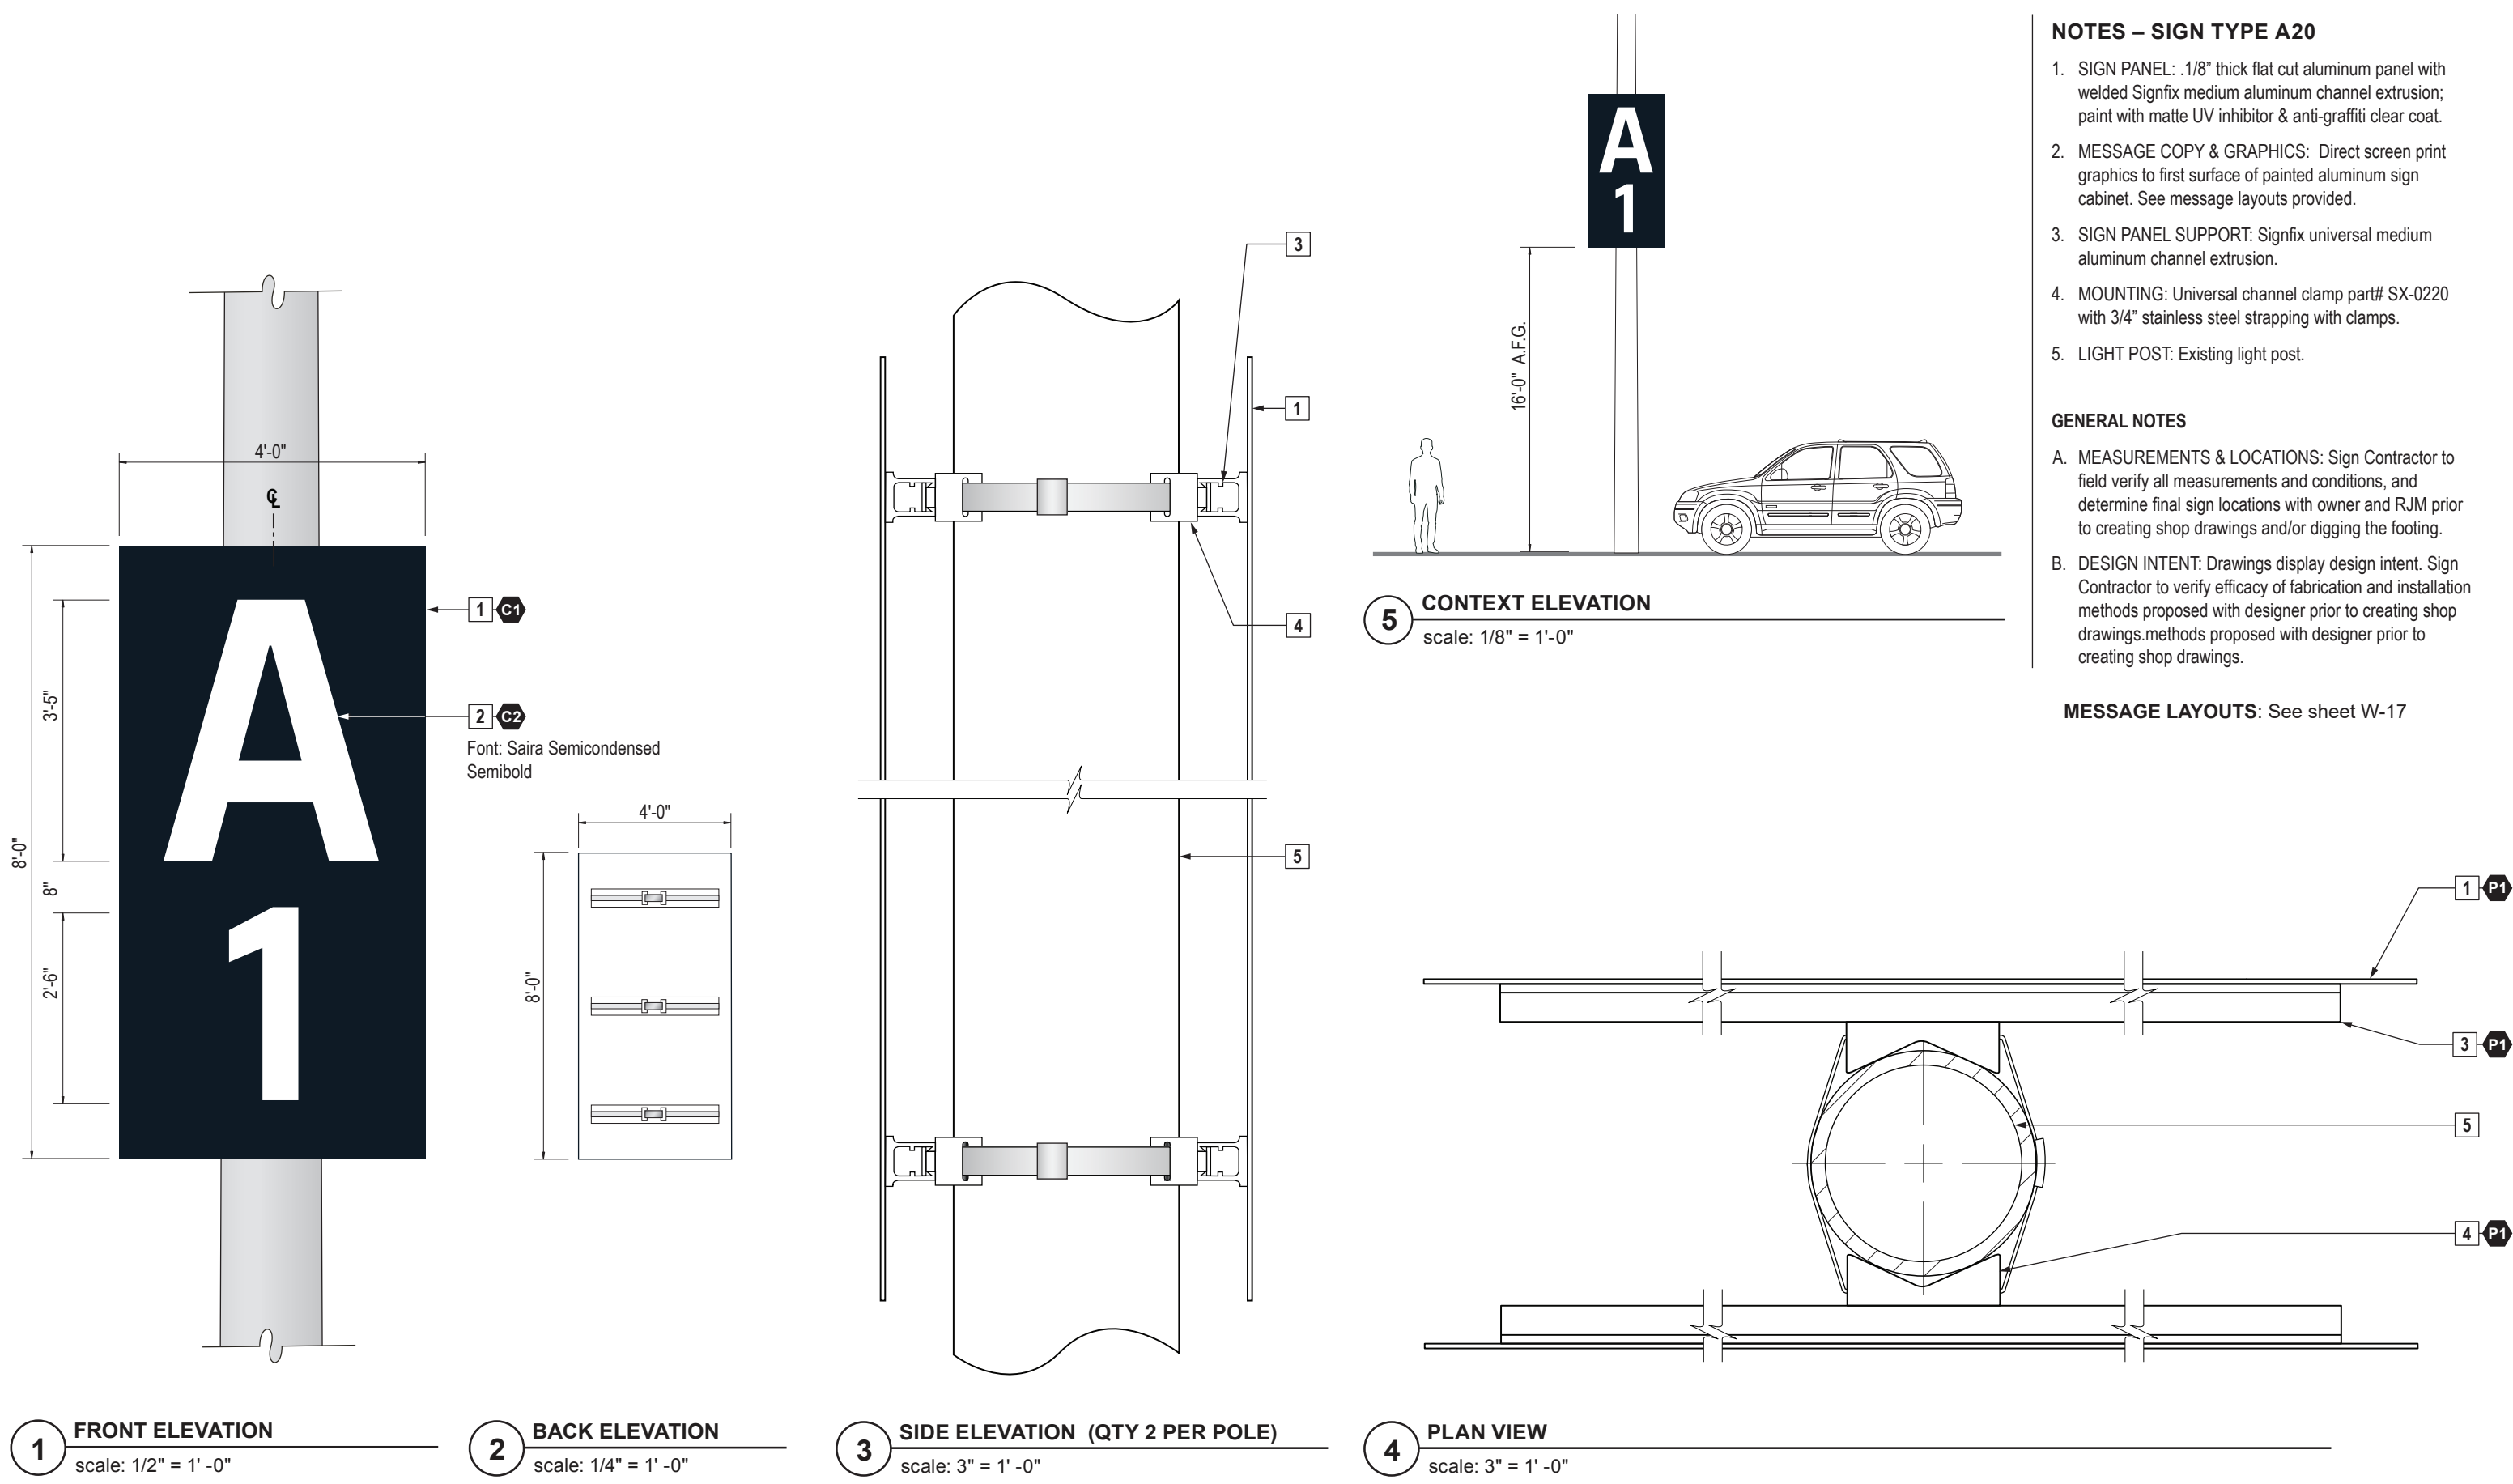 NOTES – SIGN TYPE A20
1. SIGN PANEL: .1/8” thick flat cut aluminum panel with
welded Signfix medium aluminum channel extrusion;
paint with matte UV inhibitor & anti-graffiti clear coat.
2. MESSAGE COPY & GRAPHICS: Direct screen print
graphics to first surface of painted aluminum sign
cabinet. See message layouts provided.
3. SIGN PANEL SUPPORT: Signfix universal medium
aluminum channel extrusion.
4. MOUNTING: Universal channel clamp part# SX-0220
with 3/4” stainless steel strapping with clamps.
5. LIGHT POST: Existing light post.
GENERAL NOTES
A. MEASUREMENTS & LOCATIONS: Sign Contractor to
field verify all measurements and conditions, and
determine final sign locations with owner and RJM prior
to creating shop drawings and/or digging the footing.
B. DESIGN INTENT: Drawings display design intent. Sign
Contractor to verify efficacy of fabrication and installation
methods proposed with designer prior to creating shop
drawings.methods proposed with designer prior to
creating shop drawings.
MESSAGE LAYOUTS: See sheet W-17
4'-0"
℄
8'-0"
3'-5"
8"
2'-6"
A
1
1 C1
2 C2
Font: Saira Semicondensed
Semibold
1 FRONT ELEVATION
scale: 1/2" = 1' -0"
4'-0"
8'-0"
2 BACK ELEVATION
scale: 1/4" = 1' -0"
3
1
4
5
3 SIDE ELEVATION (QTY 2 PER POLE)
scale: 3" = 1' -0"
A
1
16'-0" A.F.G.
5 CONTEXT ELEVATION
scale: 1/8" = 1'-0"
1 P1
3 P1
5
4 P1
4 PLAN VIEW
scale: 3" = 1' -0"